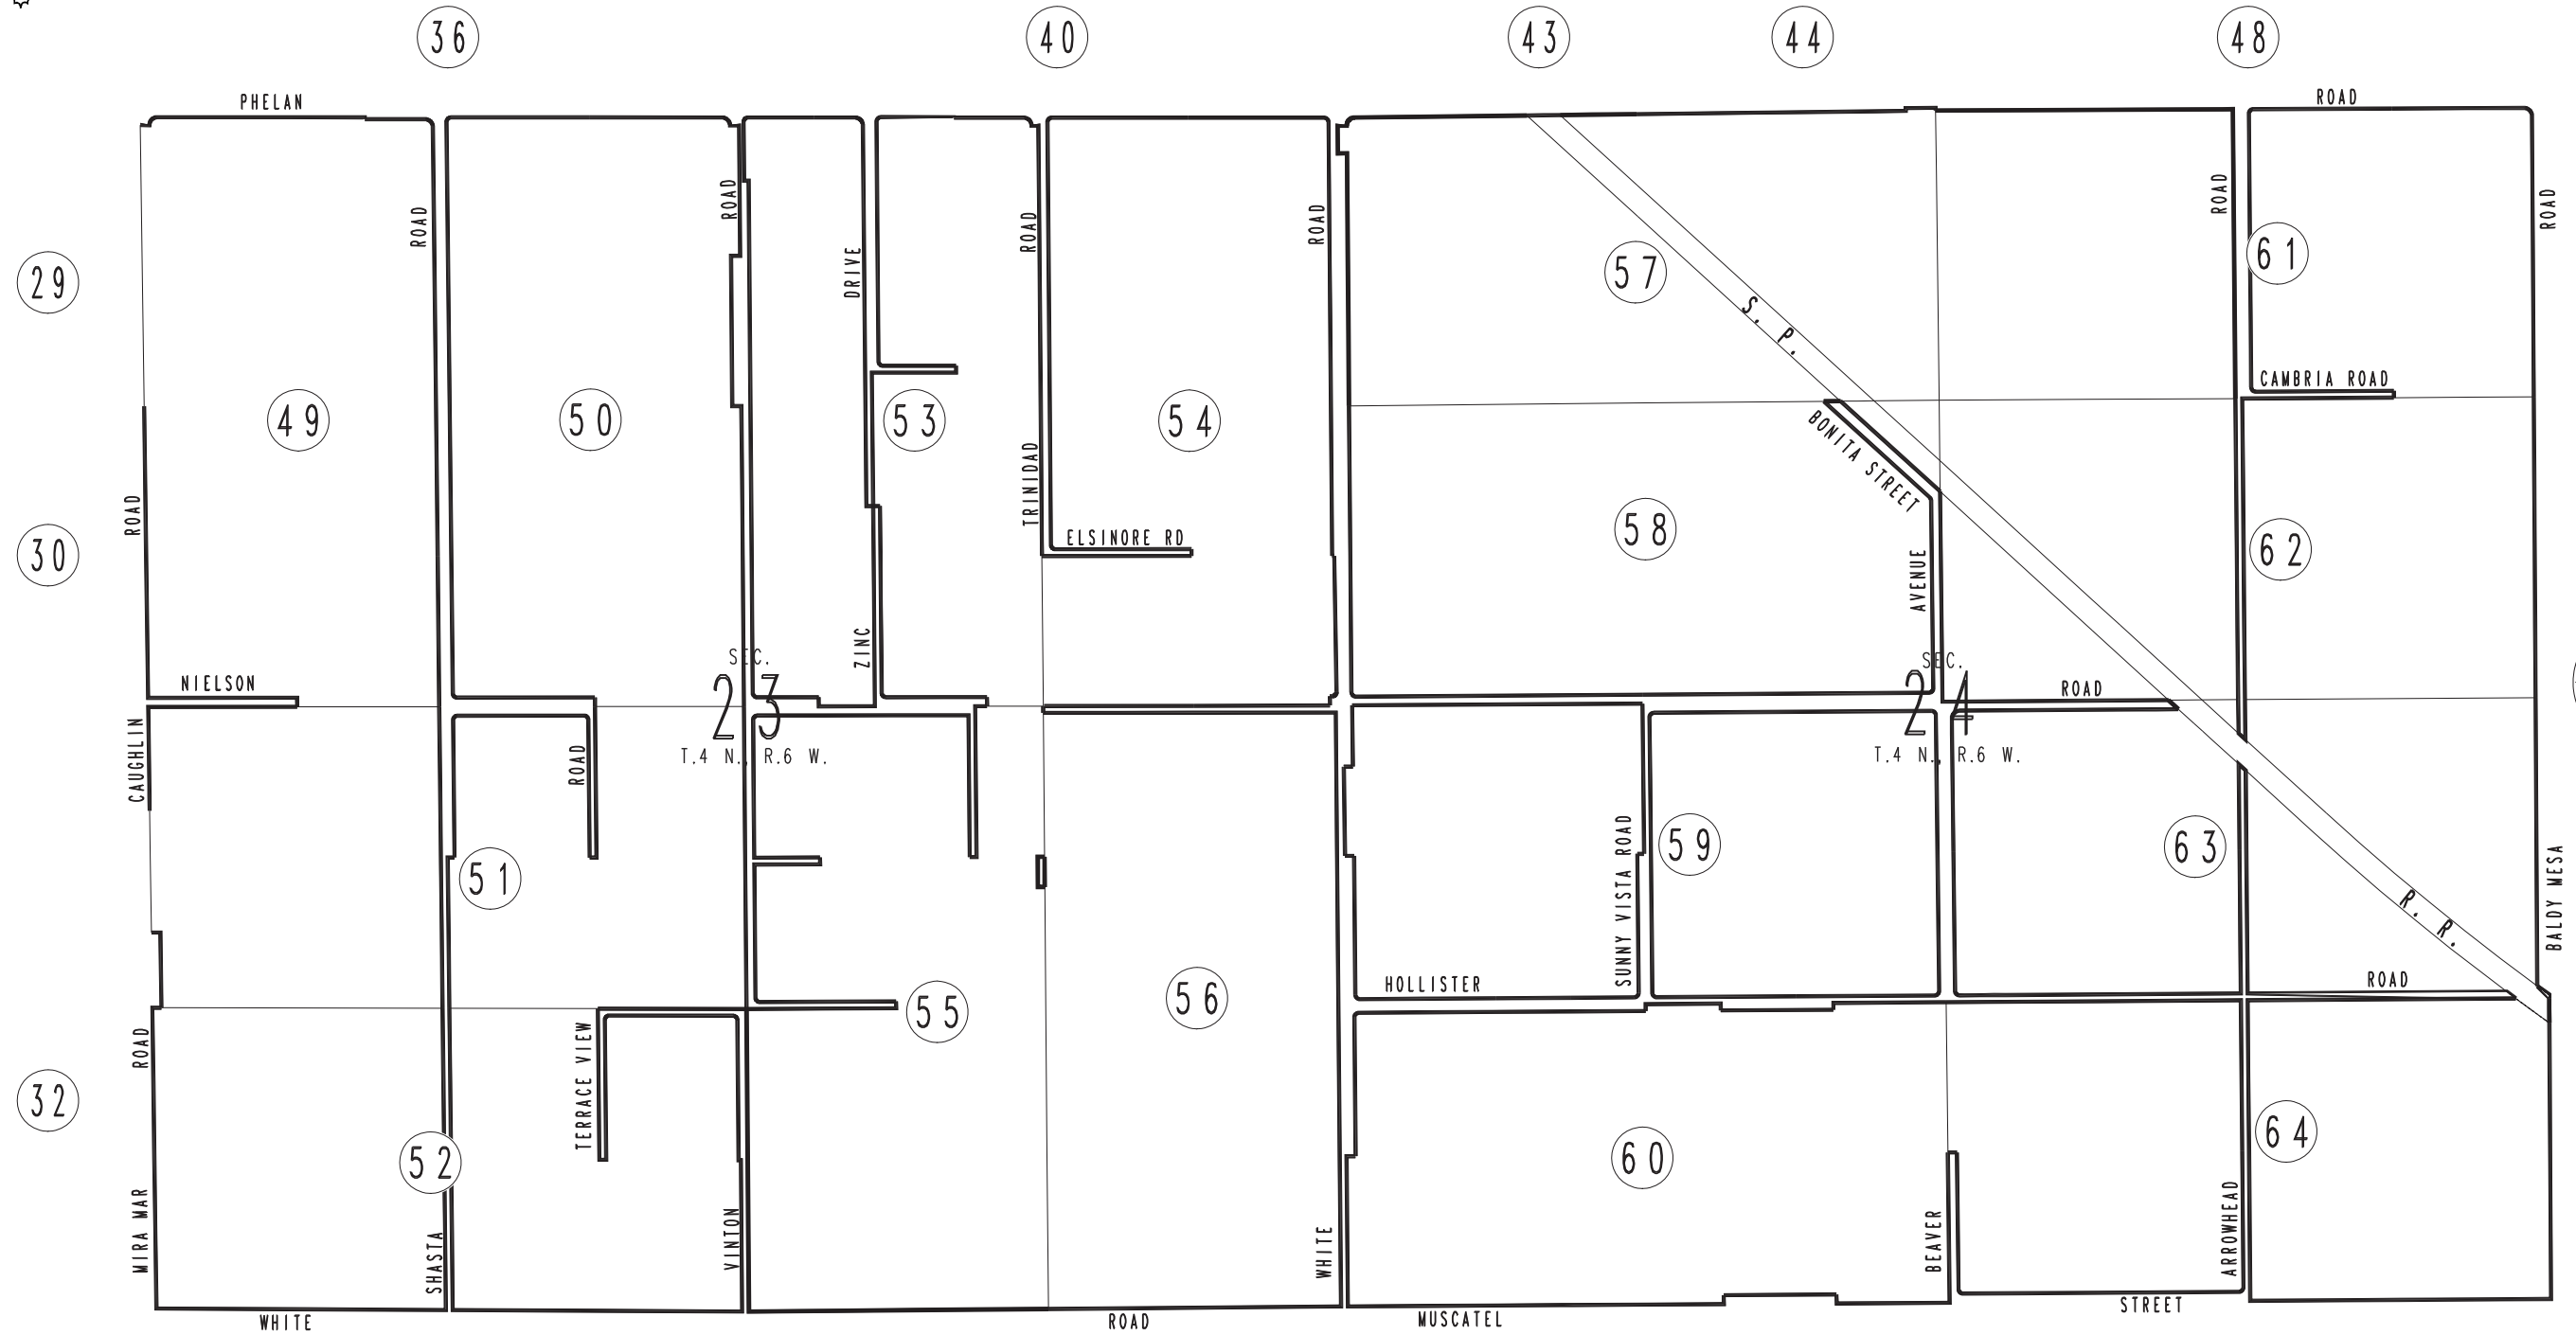 36
40
43
44
48
PHELAN
ROAD
ROAD
ROAD
DRIVE
ROAD
ROAD
ROAD
ROAD
29
57
61
S. P.
CAMBRIA ROAD
49
50
53
54
BONITA STREET
TRINIDAD
ROAD
ELSINORE RD
58
62
30
AVENUE
ZINC
NIELSON
ROAD
SEC.
23
T.4 N., R.6 W.
SEC.
24
T.4 N., R.6 W.
CAUGHLIN
ROAD
51
SUNNY VISTA ROAD
59
63
BALDY MESA
R. R.
HOLLISTER
ROAD
55
56
ROAD
TERRACE VIEW
32
52
60
64
MIRA MAR
SHASTA
VINTON
WHITE
BEAVER
ARROWHEAD
WHITE
ROAD
MUSCATEL
STREET